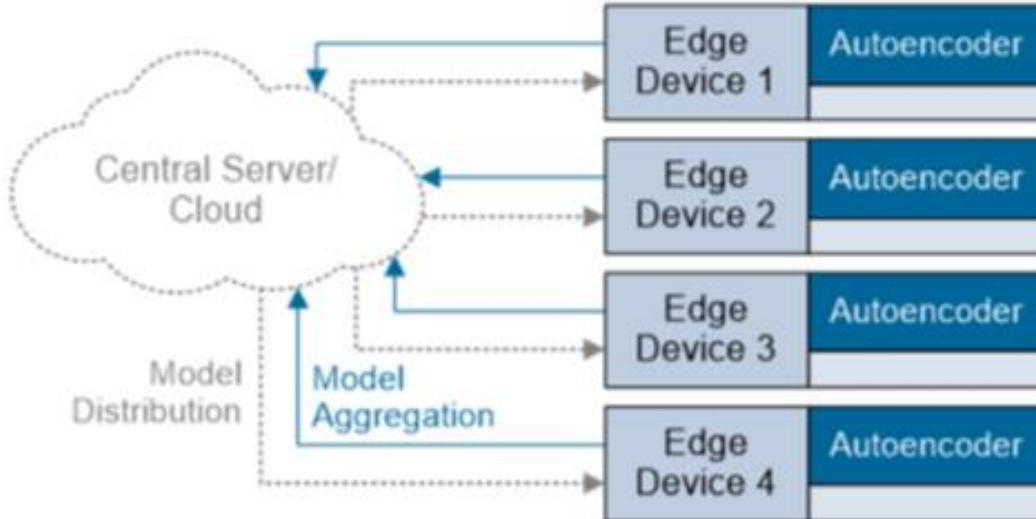 Edge
Device 1
Autoencoder
Central Server/
Cloud
Edge
Device 2
Autoencoder
Edge
Device 3
Autoencoder
Model
Distribution
Model
Aggregation
Edge
Device 4
Autoencoder